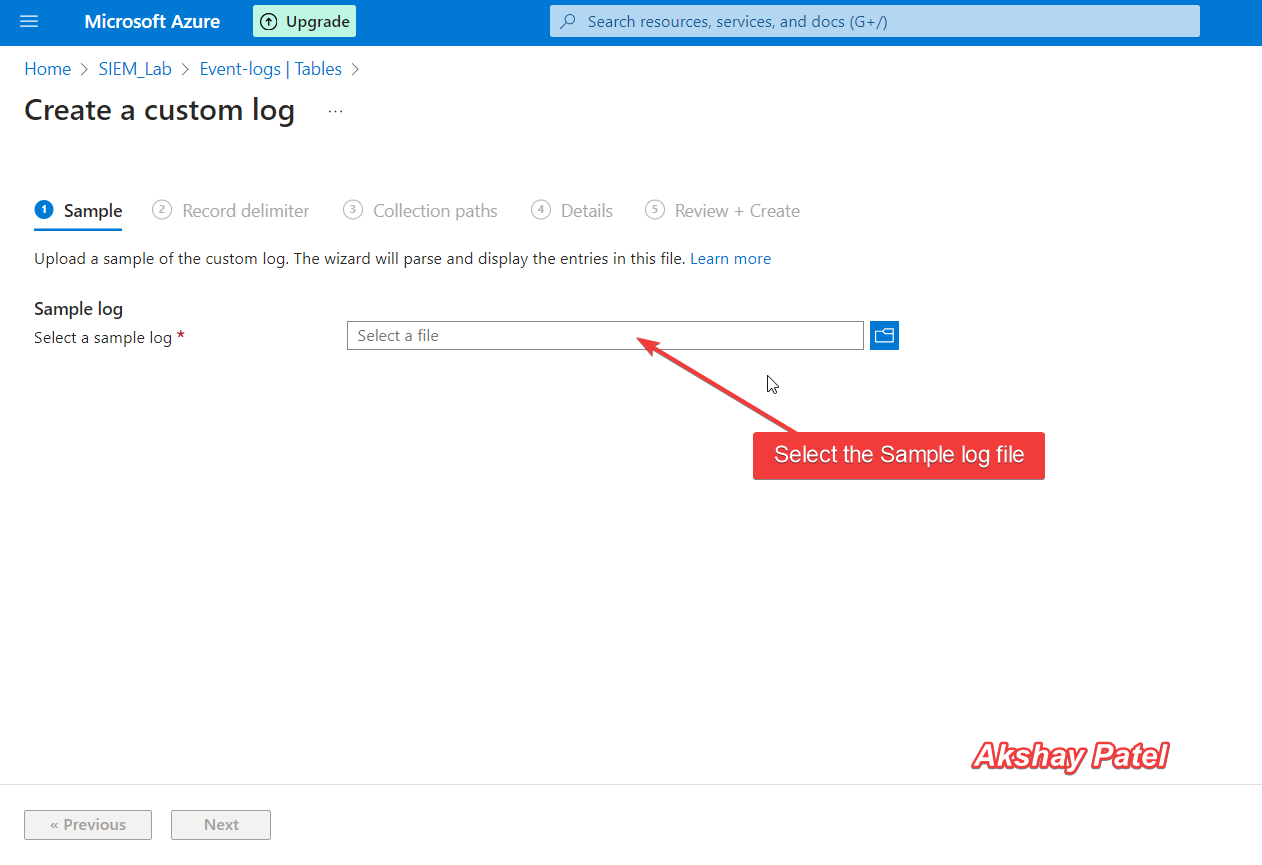 Microsoft Azure Upgrade Search resources, services, and docs (G+/)
Home > SIEM_Lab > Event-logs | Tables >
Create a custom log ...
1 Sample 2 Record delimiter 3 Collection paths 4 Details 5 Review + Create
Upload a sample of the custom log. The wizard will parse and display the entries in this file. Learn more
Sample log
Select a sample log * Select a file
Select the Sample log file
Akshay Patel
« Previous Next